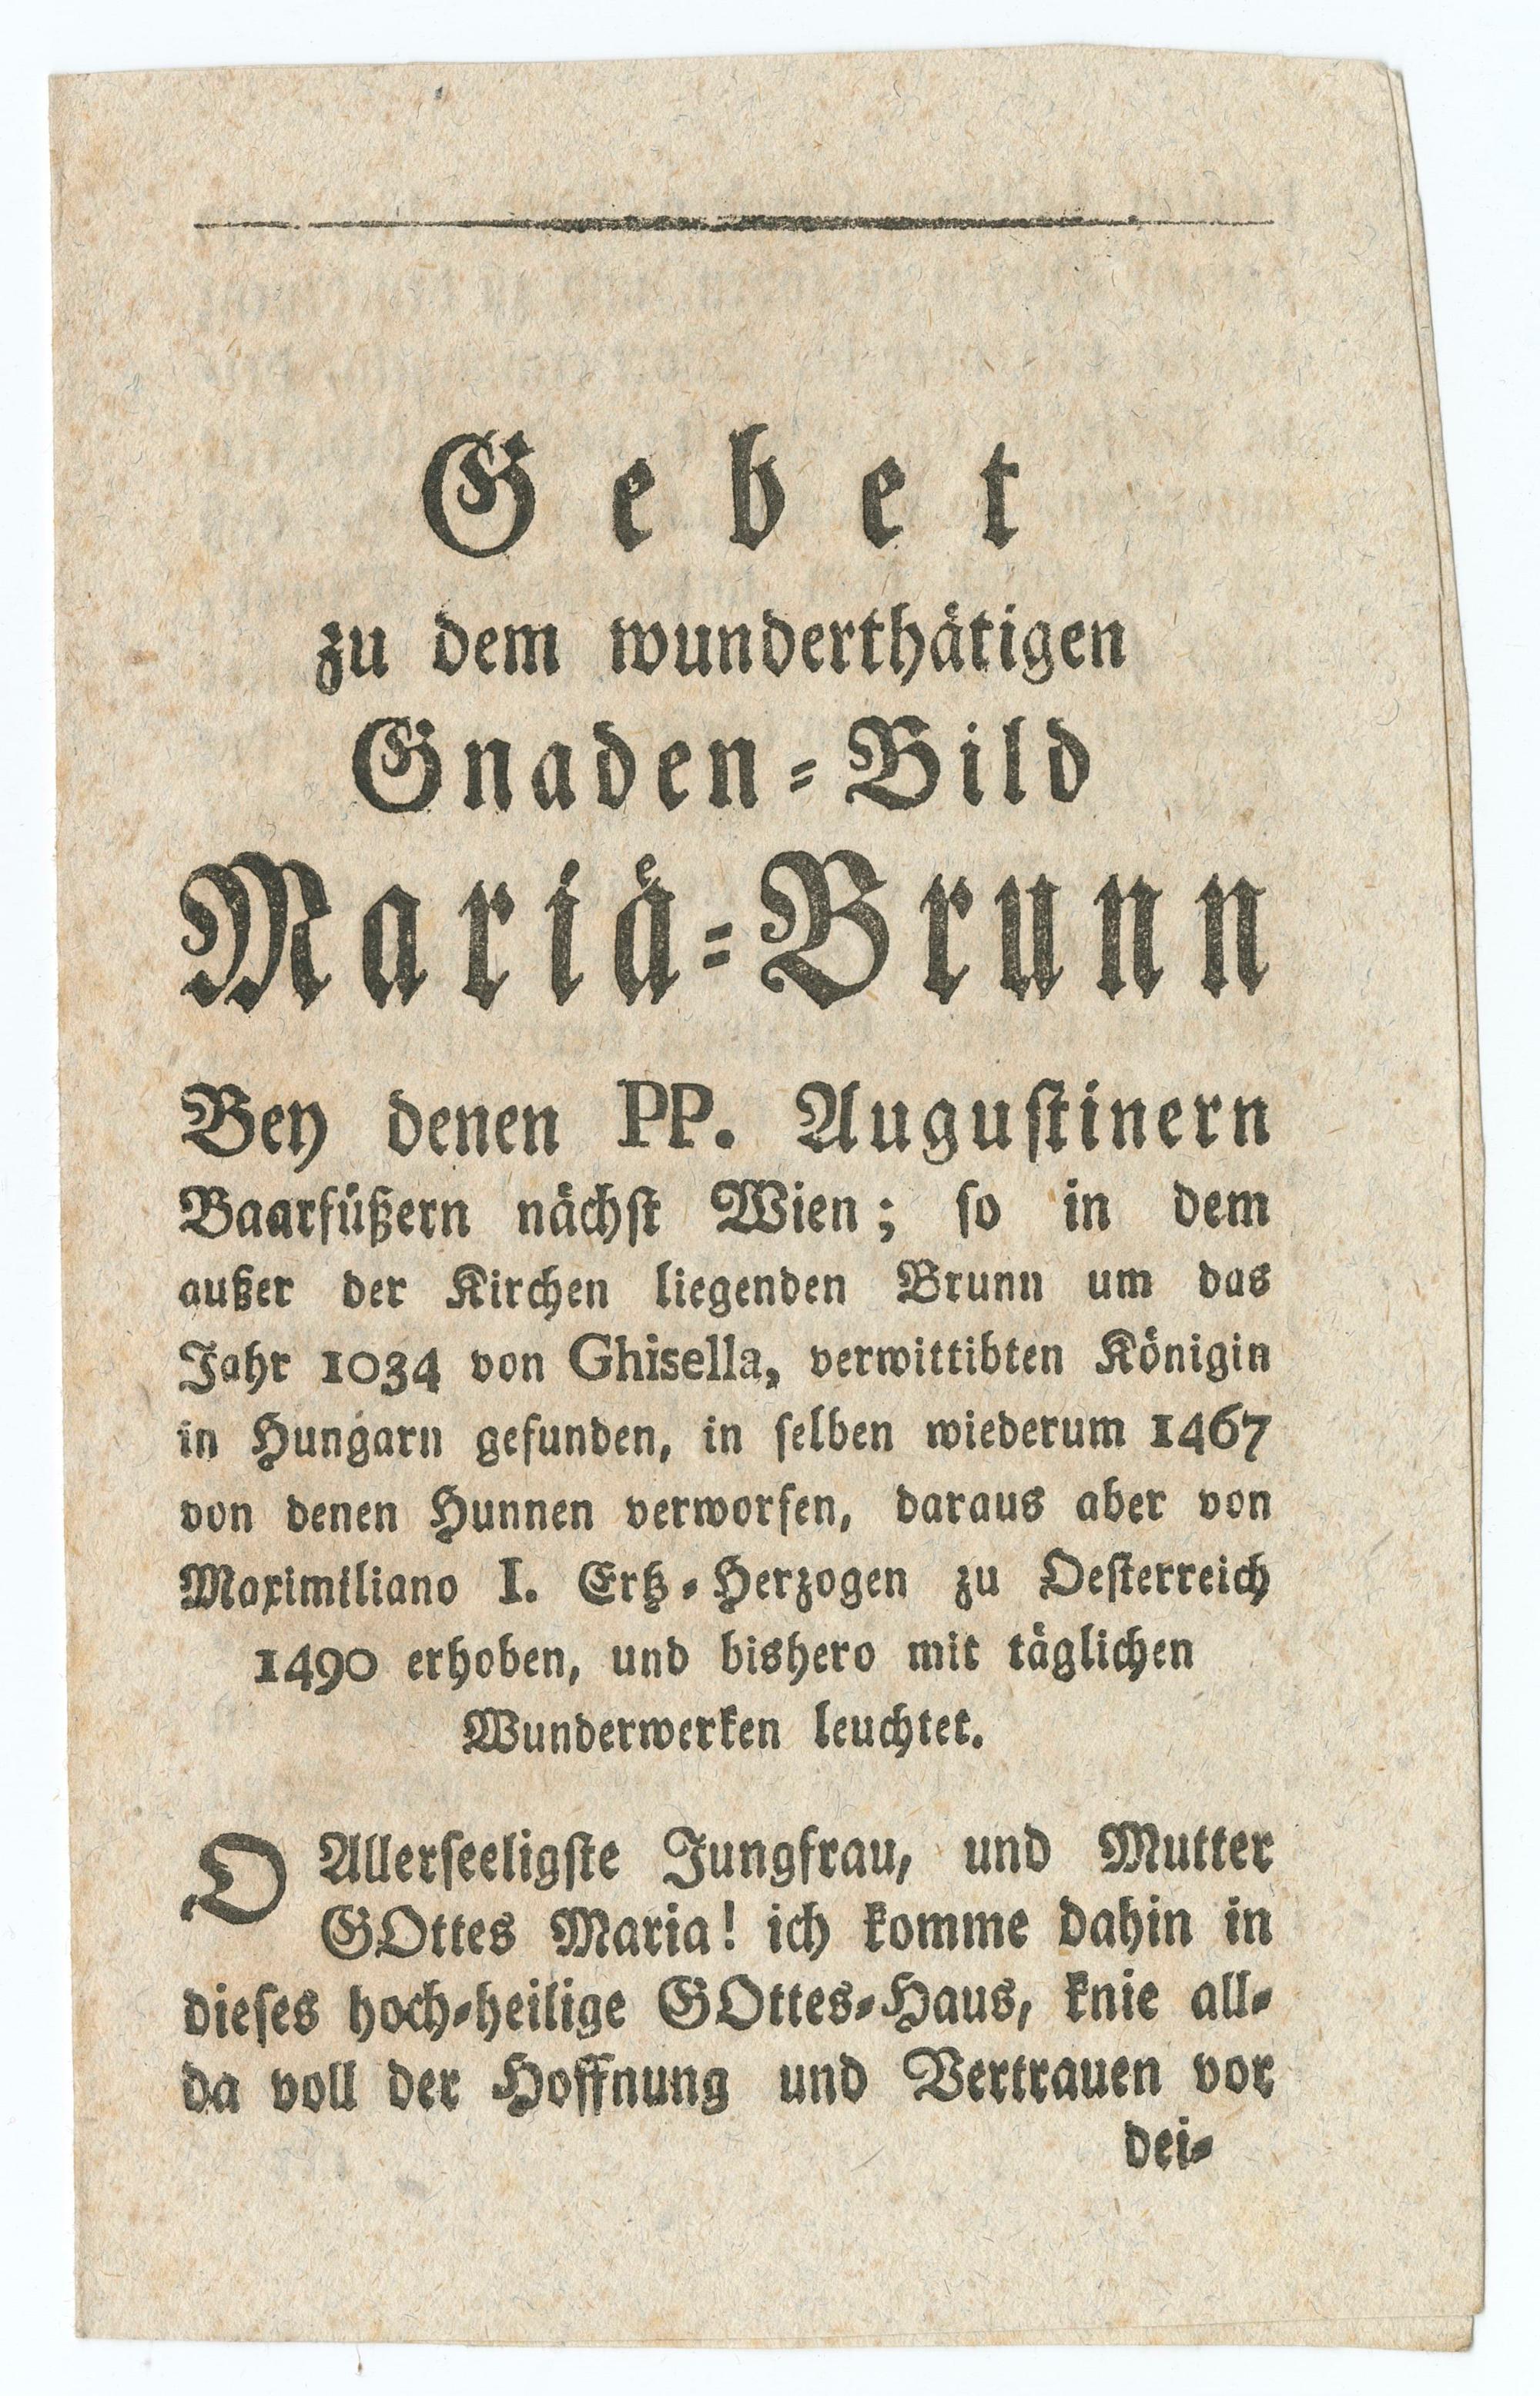 Gebet
zu dem wunderthätigen
Gnaden-Bild
Mariä-Brunn
Bey denen PP. Augustinern
Baarfüßern nächst Wien; so in dem
außer der Kirchen liegenden Brunn um das
Jahr 1034 von Ghisella, verwittibten Königin
in Hungarn gefunden, in selben wiederum 1467
von denen Hunnen verworfen, daraus aber von
Maximiliano I. Ertz-Herzogen zu Oesterreich
1490 erhoben, und bishero mit täglichen
Wunderwerken leuchtet.
O Allerseeligste Jungfrau, und Mutter
GOttes Maria! ich komme dahin in
dieses hoch-heilige GOttes-Haus, knie all-
da voll der Hoffnung und Vertrauen vor
dei-